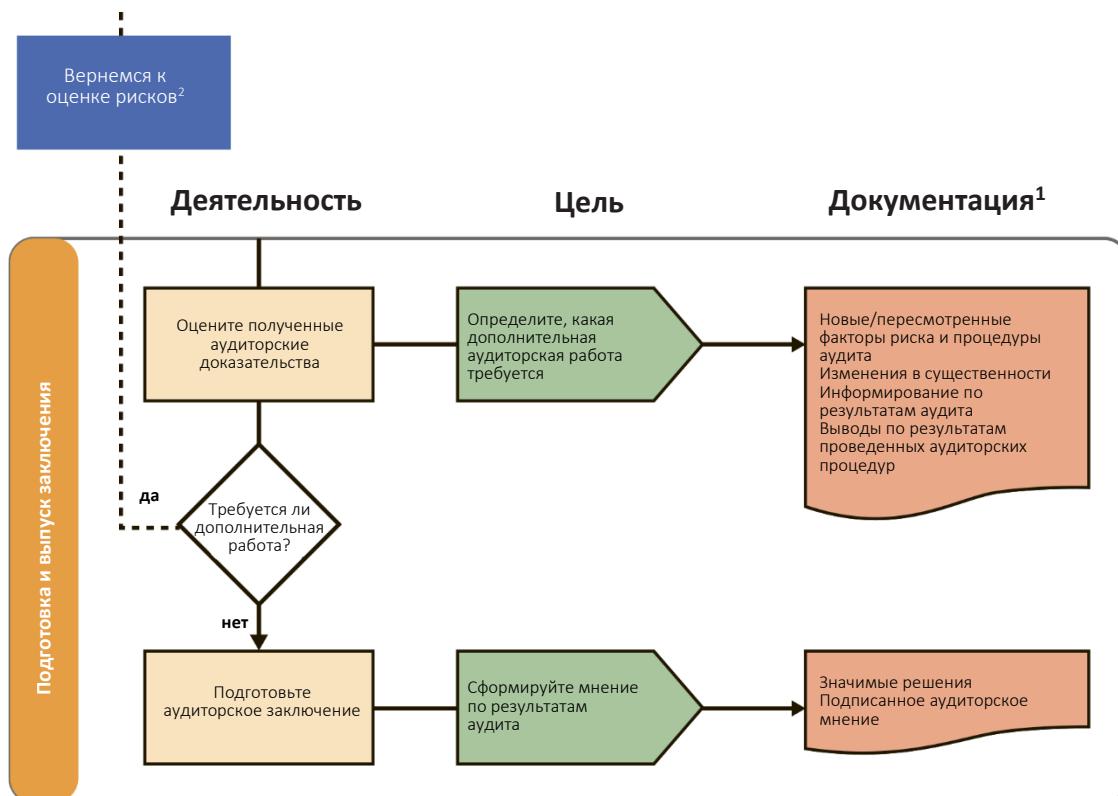 Вернемся к
оценке рисков²
Деятельность
Цель
Документация¹
Подготовка и выпуск заключения
Оцените полученные
аудиторские
доказательства
Определите, какая
дополнительная
аудиторская работа
требуется
Новые/пересмотренные
факторы риска и процедуры
аудита
Изменения в существенности
Информирование по
результатам аудита
Выводы по результатам
проведенных аудиторских
процедур
да
Требуется ли
дополнительная
работа?
нет
Подготовьте
аудиторское заключение
Сформируйте мнение
по результатам
аудита
Значимые решения
Подписанное аудиторское
мнение